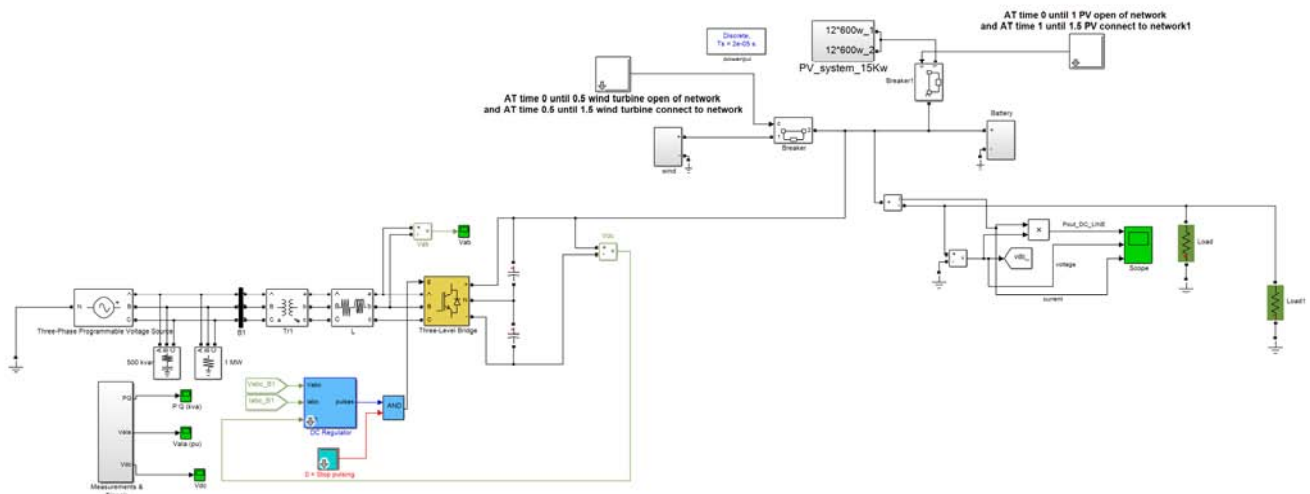 AT time 0 until 1 PV open of network
and AT time 1 until 1.5 PV connect to network1
Discrete,
Ts = 2e-05 s.
powergui
12*600w_1
12*600w_2
PV_system_15Kw
Breaker1
AT time 0 until 0.5 wind turbine open of network
and AT time 0.5 until 1.5 wind turbine connect to network
wind
Breaker
Battery
Pout_DC_LINE
voltage
current
Scope
Load
Load1
Vab
Vab
Vdc
N
A
B
C
Three-Phase Programmable Voltage Source
B1
Tr1
L
Three-Level Bridge
500 kvar
1 MW
Vabc_B1
Iabc_B1
Vabc
Iabc
pulses
DC Regulator
AND
0 = Stop pulsing
PQ
P Q (kva)
Va Ia (pu)
Vdc
Vdc
Measurements &